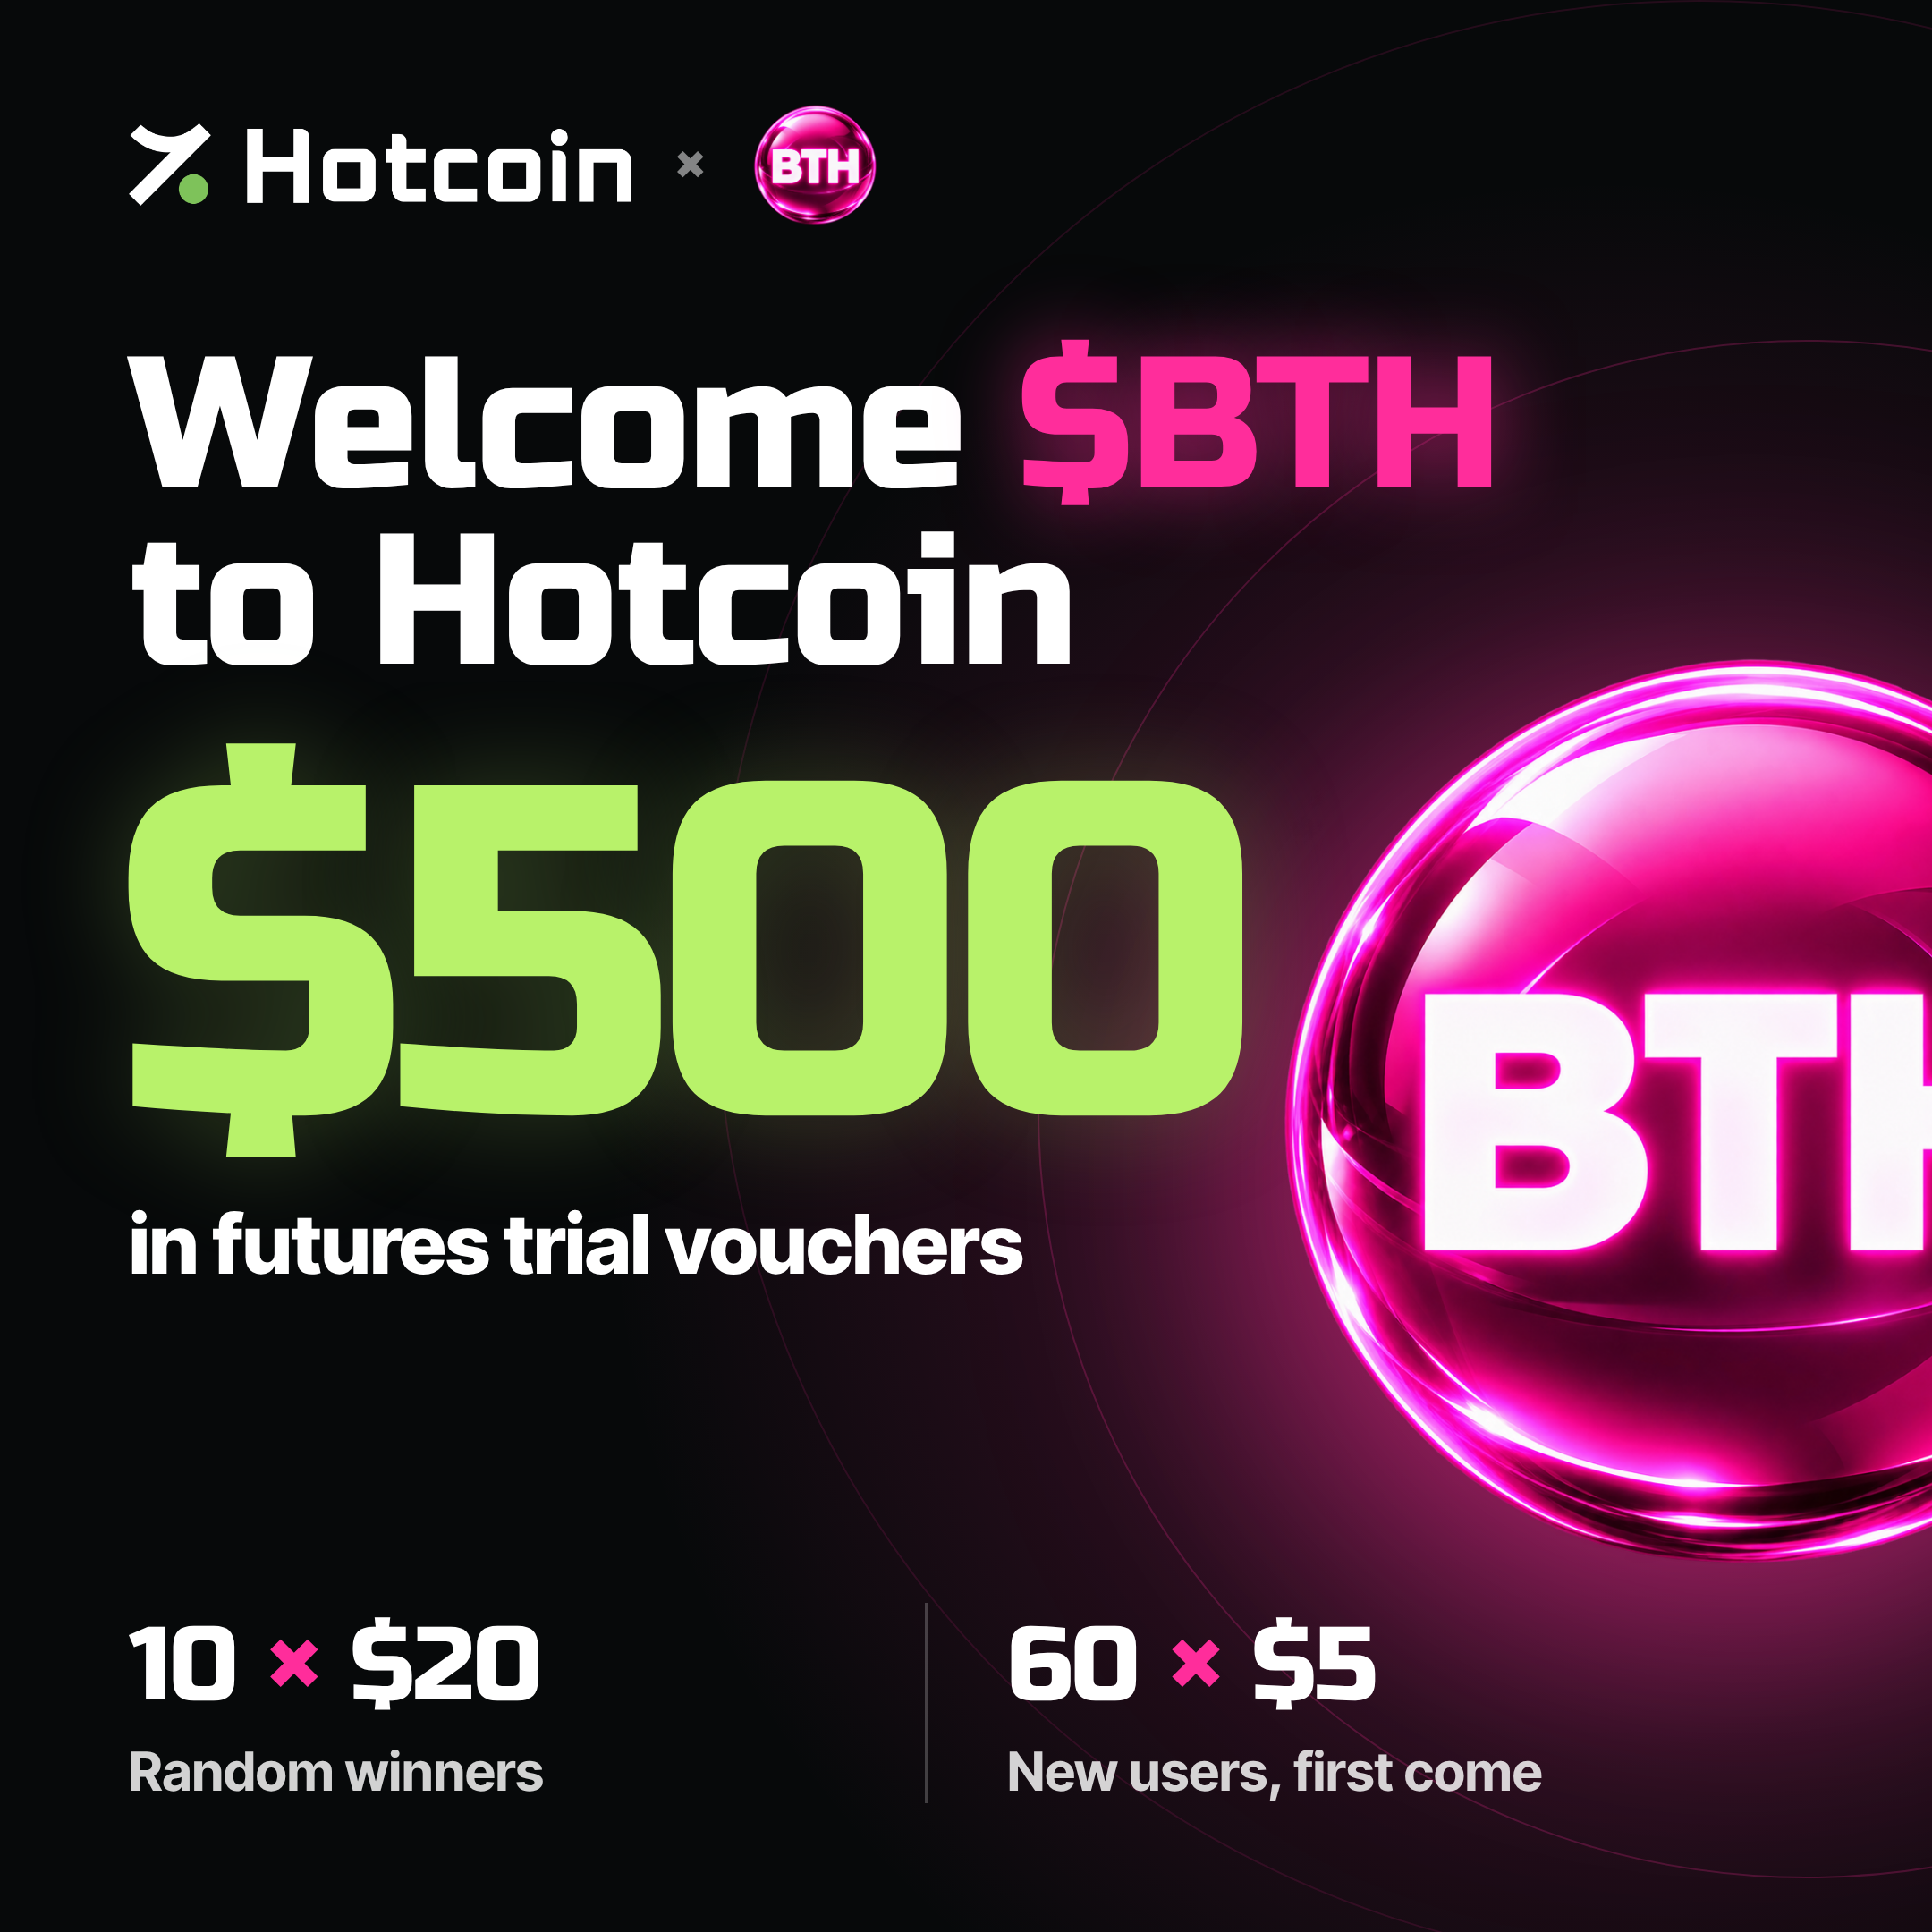 Hotcoin × BTH
Welcome $BTH
to Hotcoin
$500
in futures trial vouchers
BTH
10 × $20
Random winners
60 × $5
New users, first come